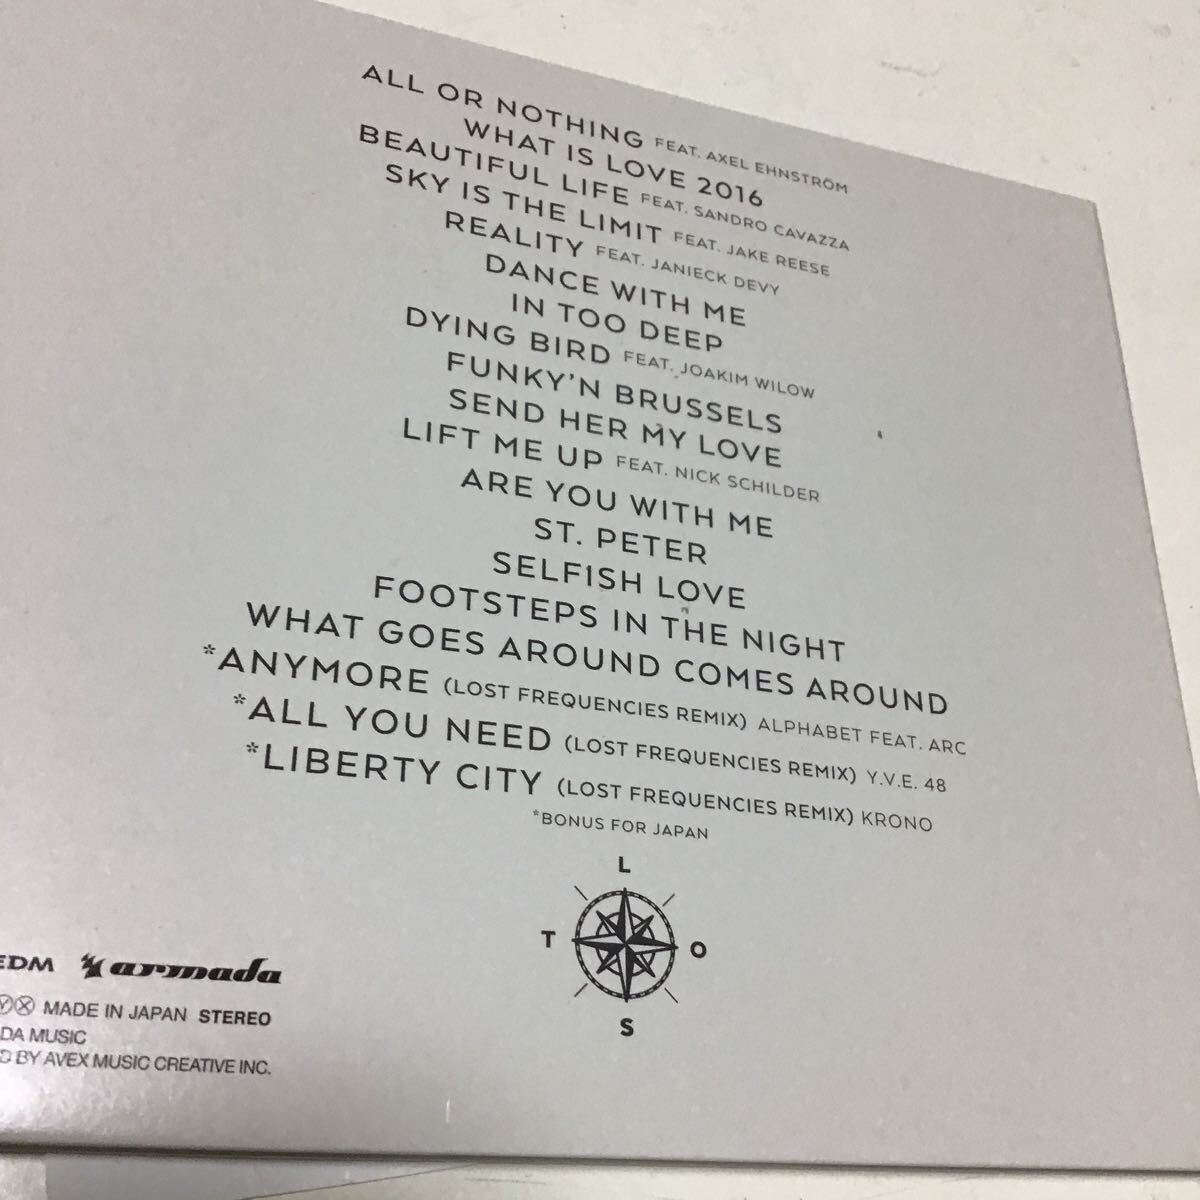 ALL OR NOTHING FEAT. AXEL EHNSTRÖM
WHAT IS LOVE 2016
BEAUTIFUL LIFE FEAT. SANDRO CAVAZZA
SKY IS THE LIMIT FEAT. JAKE REESE
REALITY FEAT. JANIECK DEVY
DANCE WITH ME
IN TOO DEEP
DYING BIRD FEAT. JOAKIM WILOW
FUNKY'N BRUSSELS
SEND HER MY LOVE
LIFT ME UP FEAT. NICK SCHILDER
ARE YOU WITH ME
ST. PETER
SELFISH LOVE
FOOTSTEPS IN THE NIGHT
WHAT GOES AROUND COMES AROUND
*ANYMORE (LOST FREQUENCIES REMIX) ALPHABET FEAT. ARC
*ALL YOU NEED (LOST FREQUENCIES REMIX) Y.V.E. 48
*LIBERTY CITY (LOST FREQUENCIES REMIX) KRONO
*BONUS FOR JAPAN
L
T O
S
EDM armada
Ⓨ Ⓧ MADE IN JAPAN STEREO
DA MUSIC
D BY AVEX MUSIC CREATIVE INC.